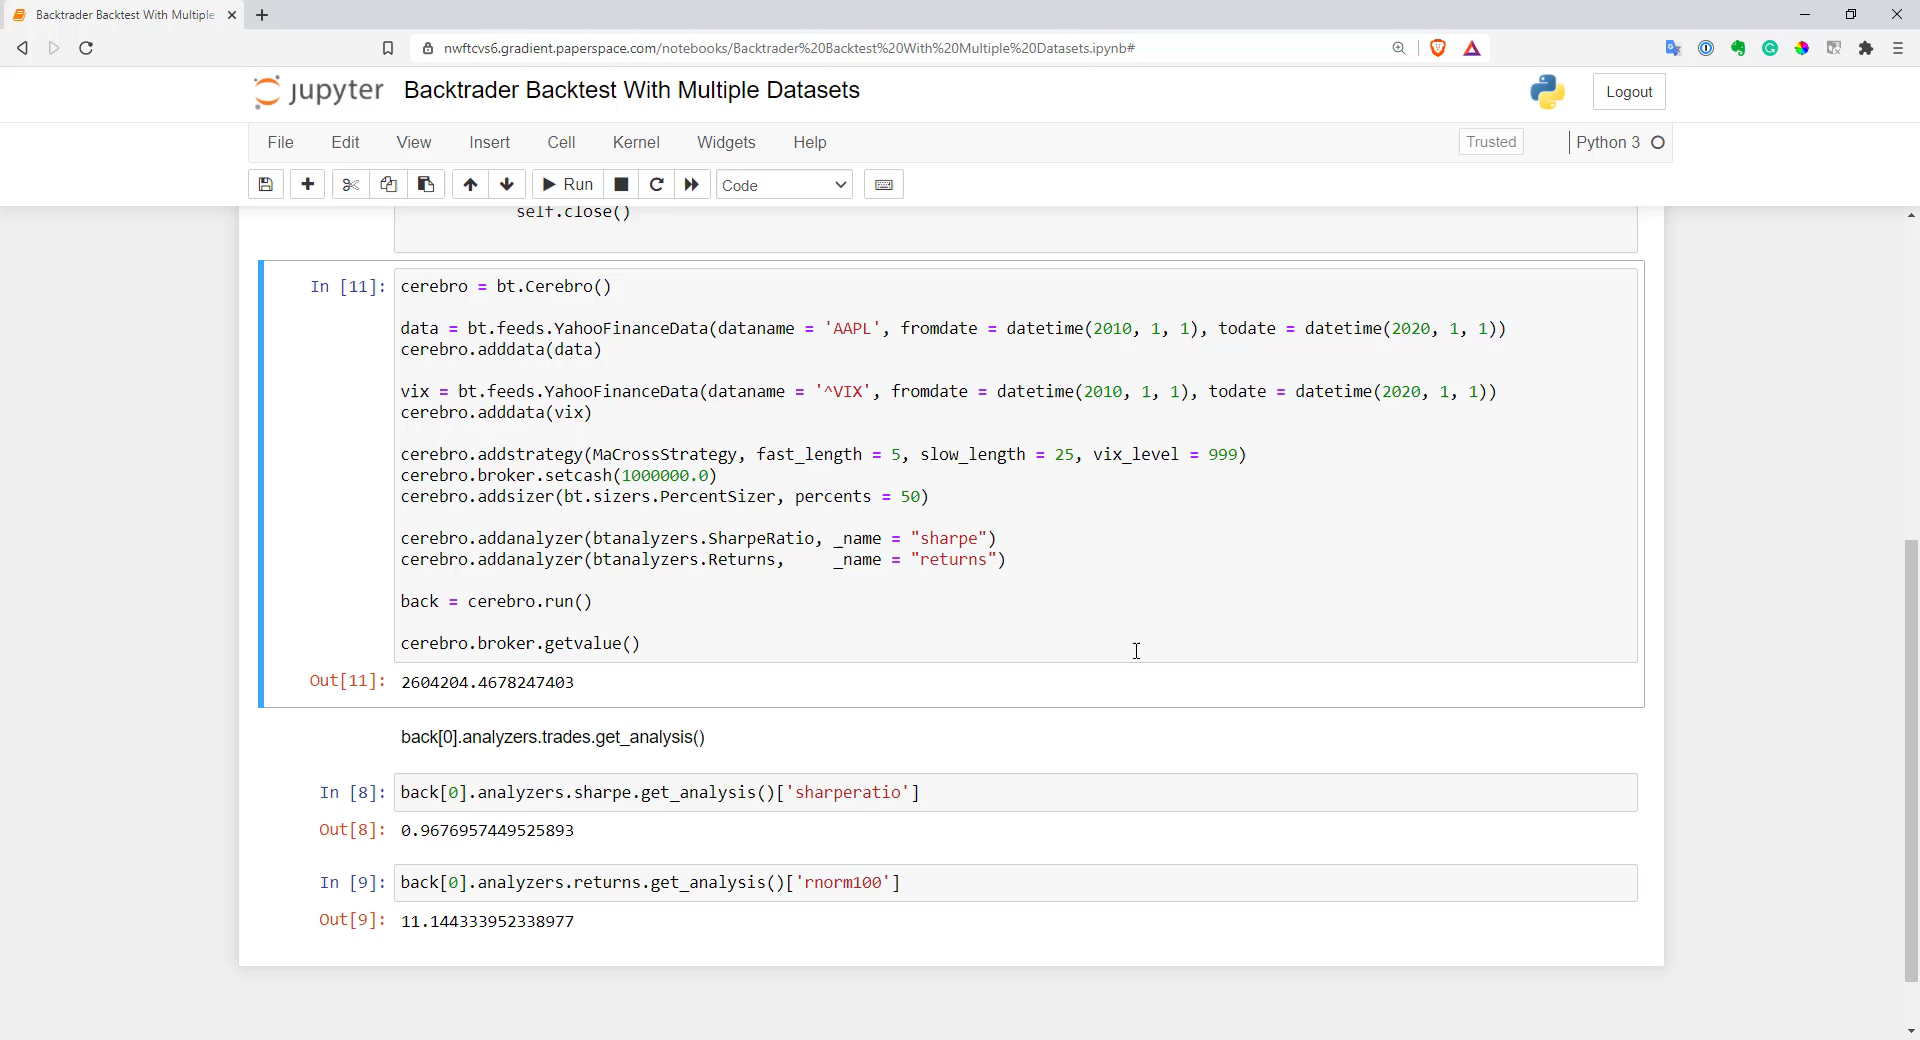 Backtrader Backtest With Multiple
nwftcvs6.gradient.paperspace.com/notebooks/Backtrader%20Backtest%20With%20Multiple%20Datasets.ipynb#
jupyter Backtrader Backtest With Multiple Datasets Logout
File Edit View Insert Cell Kernel Widgets Help Trusted Python 3
Run Code
self.close()
In [11]: cerebro = bt.Cerebro()
data = bt.feeds.YahooFinanceData(dataname = 'AAPL', fromdate = datetime(2010, 1, 1), todate = datetime(2020, 1, 1))
cerebro.adddata(data)
vix = bt.feeds.YahooFinanceData(dataname = '^VIX', fromdate = datetime(2010, 1, 1), todate = datetime(2020, 1, 1))
cerebro.adddata(vix)
cerebro.addstrategy(MaCrossStrategy, fast_length = 5, slow_length = 25, vix_level = 999)
cerebro.broker.setcash(1000000.0)
cerebro.addsizer(bt.sizers.PercentSizer, percents = 50)
cerebro.addanalyzer(btanalyzers.SharpeRatio, _name = "sharpe")
cerebro.addanalyzer(btanalyzers.Returns, _name = "returns")
back = cerebro.run()
cerebro.broker.getvalue()
Out[11]: 2604204.4678247403
back[0].analyzers.trades.get_analysis()
In [8]: back[0].analyzers.sharpe.get_analysis()['sharperatio']
Out[8]: 0.9676957449525893
In [9]: back[0].analyzers.returns.get_analysis()['rnorm100']
Out[9]: 11.144333952338977